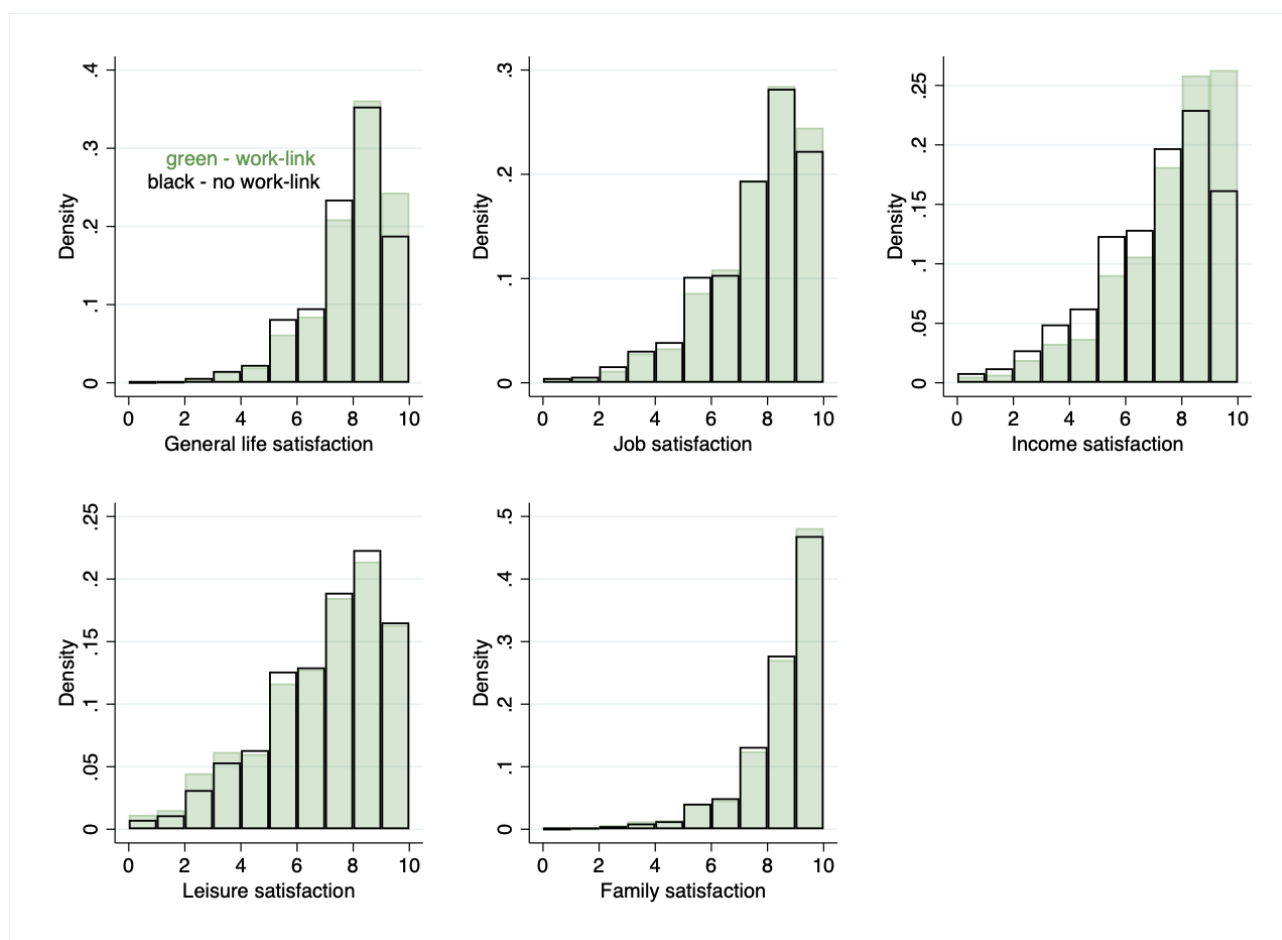 Density
.4
.3
.2
.1
0
green - work-link
black - no work-link
0 2 4 6 8 10
General life satisfaction
Density
.3
.2
.1
0
0 2 4 6 8 10
Job satisfaction
Density
.25
.2
.15
.1
.05
0
0 2 4 6 8 10
Income satisfaction
Density
.25
.2
.15
.1
.05
0
0 2 4 6 8 10
Leisure satisfaction
Density
.5
.4
.3
.2
.1
0
0 2 4 6 8 10
Family satisfaction